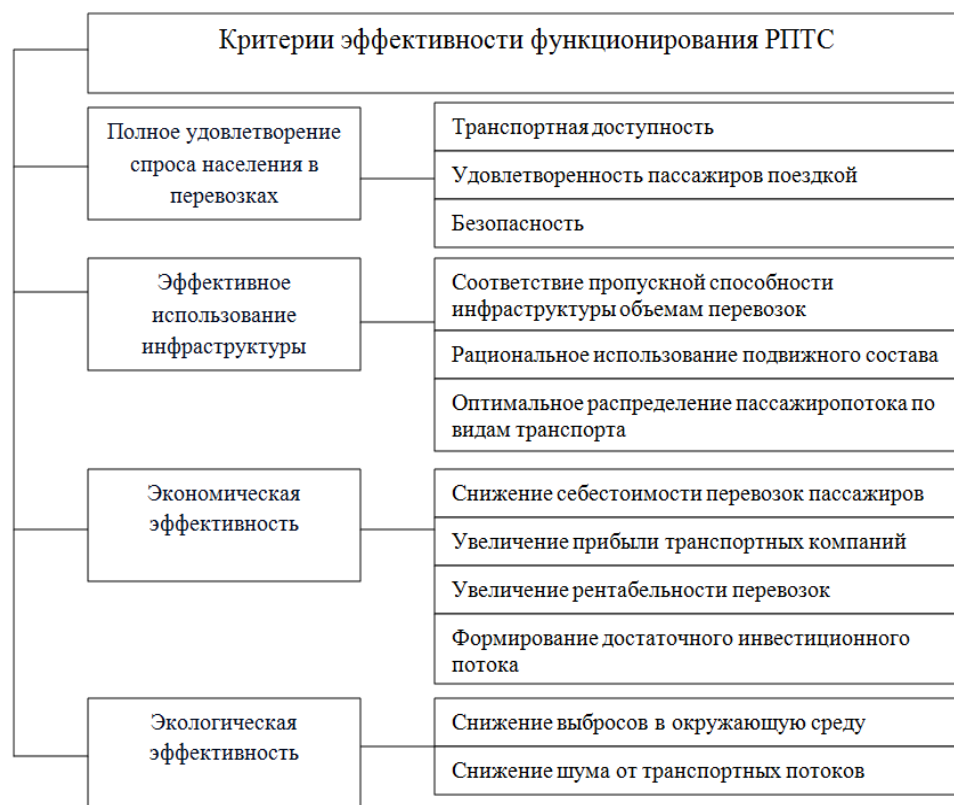 Критерии эффективности функционирования РПТС
Полное удовлетворение
спроса населения в
перевозках
Транспортная доступность
Удовлетворенность пассажиров поездкой
Безопасность
Эффективное
использование
инфраструктуры
Соответствие пропускной способности
инфраструктуры объемам перевозок
Рациональное использование подвижного состава
Оптимальное распределение пассажиропотока по
видам транспорта
Экономическая
эффективность
Снижение себестоимости перевозок пассажиров
Увеличение прибыли транспортных компаний
Увеличение рентабельности перевозок
Формирование достаточного инвестиционного
потока
Экологическая
эффективность
Снижение выбросов в окружающую среду
Снижение шума от транспортных потоков